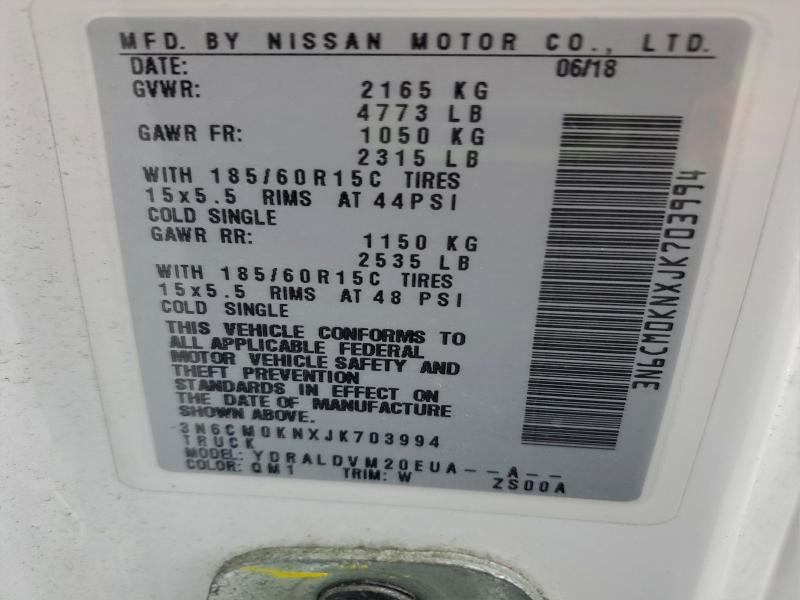 MFD. BY NISSAN MOTOR CO., LTD.
DATE: 06/18
GVWR: 2165 KG
4773 LB
GAWR FR: 1050 KG
2315 LB
WITH 185/60R15C TIRES
15x5.5 RIMS AT 44PSI
COLD SINGLE
GAWR RR: 1150 KG
2535 LB
WITH 185/60R15C TIRES
15x5.5 RIMS AT 48 PSI
COLD SINGLE
THIS VEHICLE CONFORMS TO
ALL APPLICABLE FEDERAL
MOTOR VEHICLE SAFETY AND
THEFT PREVENTION
STANDARDS IN EFFECT ON
THE DATE OF MANUFACTURE
SHOWN ABOVE.
3N6CM0KNXJK703994
TRUCK
MODEL: YDRALDVM20EUA--A--
COLOR: QM1 TRIM: W ZS00A
3N6CM0KNXJK703994